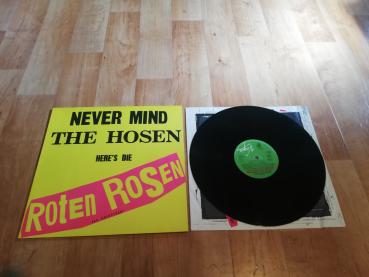 NEVER MIND
THE HOSEN
HERE'S DIE
ROTEN ROSEN